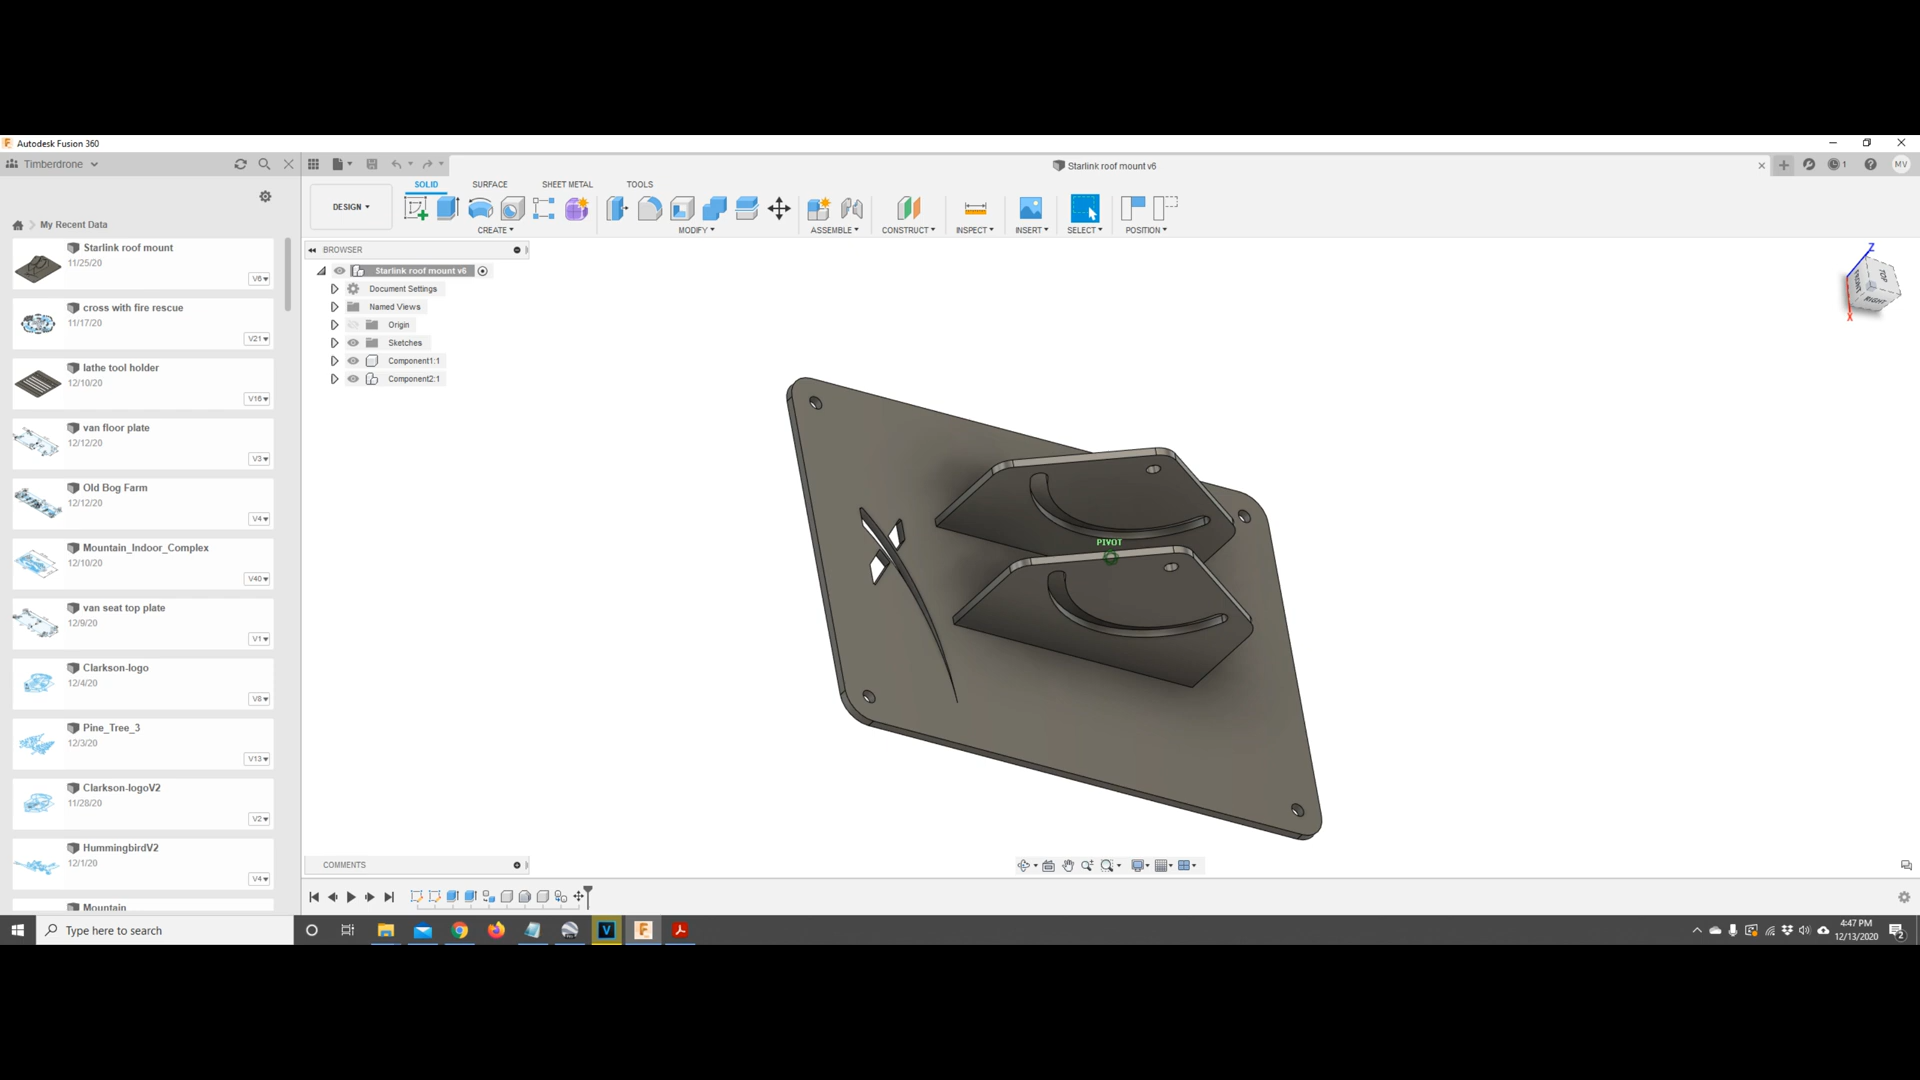 Autodesk Fusion 360
Timberdrone
Starlink roof mount v6
1
MV
SOLID
SURFACE
SHEET METAL
TOOLS
DESIGN
CREATE
MODIFY
ASSEMBLE
CONSTRUCT
INSPECT
INSERT
SELECT
POSITION
My Recent Data
Starlink roof mount
11/25/20
V6
cross with fire rescue
11/17/20
V21
lathe tool holder
12/10/20
V16
van floor plate
12/12/20
V3
Old Bog Farm
12/12/20
V4
Mountain_Indoor_Complex
12/10/20
V40
van seat top plate
12/9/20
V1
Clarkson-logo
12/4/20
V8
Pine_Tree_3
12/3/20
V13
Clarkson-logoV2
11/28/20
V2
HummingbirdV2
12/1/20
V4
Mountain
BROWSER
Starlink roof mount v6
Document Settings
Named Views
Origin
Sketches
Component1:1
Component2:1
Z
TOP
RIGHT
X
PIVOT
COMMENTS
Type here to search
4:47 PM
12/13/2020
2